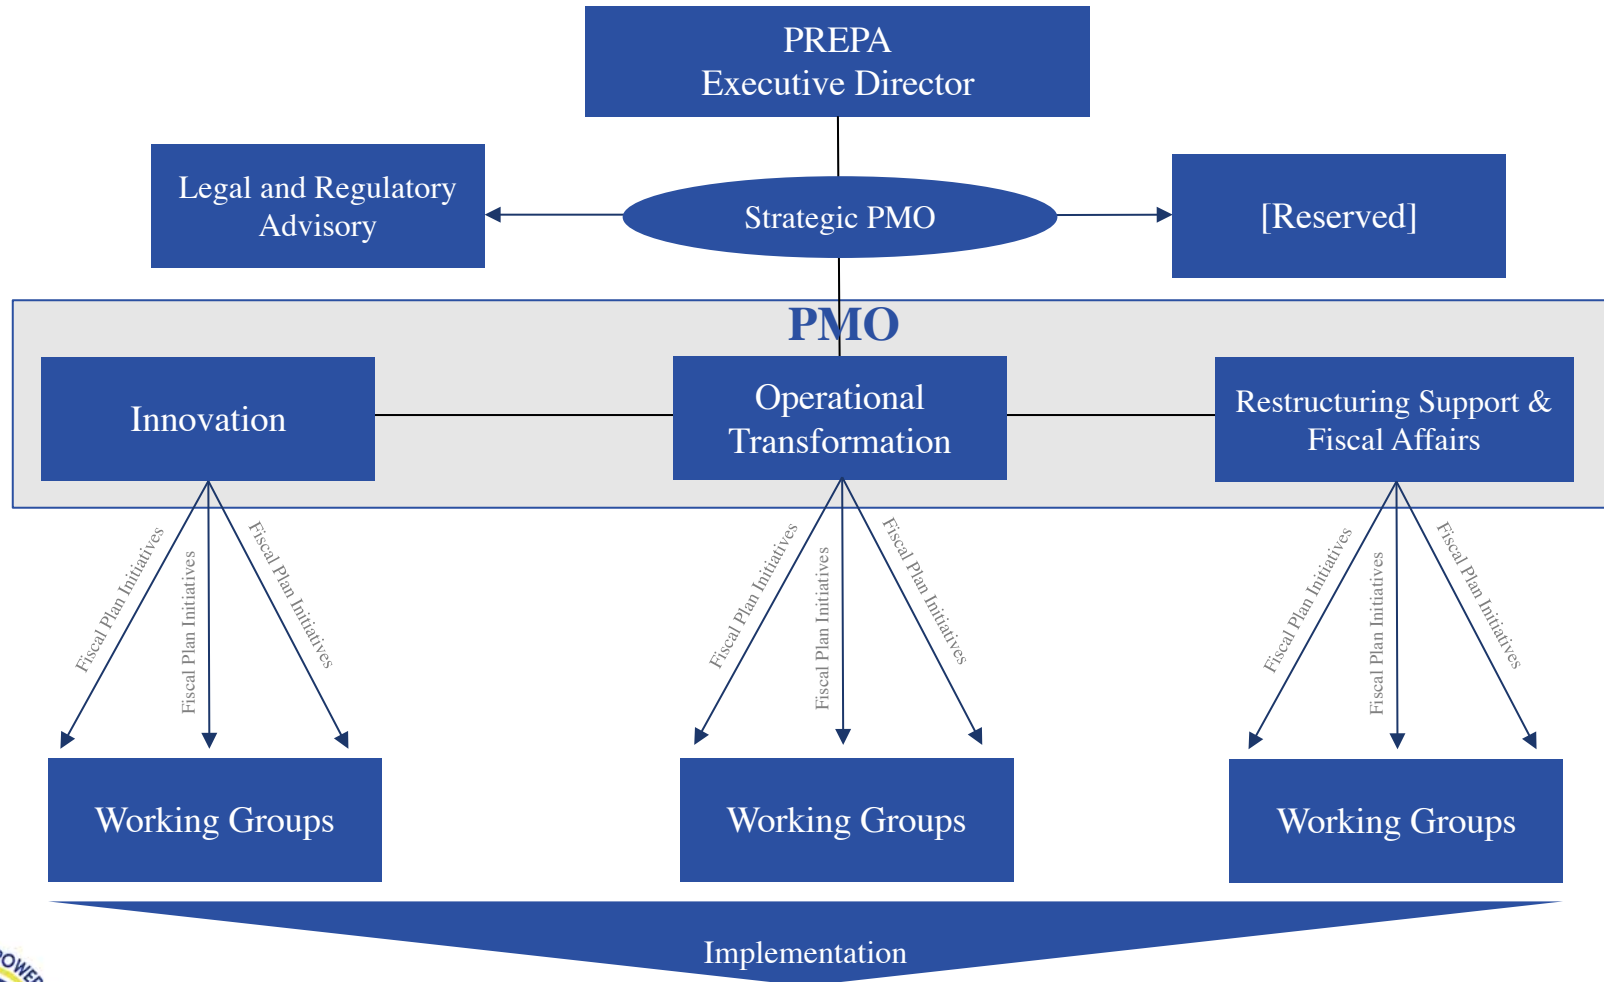 PREPA
Executive Director
Legal and Regulatory
Advisory
Strategic PMO
[Reserved]
PMO
Innovation
Operational
Transformation
Restructuring Support &
Fiscal Affairs
Fiscal Plan Initiatives
Fiscal Plan Initiatives
Fiscal Plan Initiatives
Fiscal Plan Initiatives
Fiscal Plan Initiatives
Fiscal Plan Initiatives
Fiscal Plan Initiatives
Fiscal Plan Initiatives
Fiscal Plan Initiatives
Working Groups
Working Groups
Working Groups
Implementation
POWER